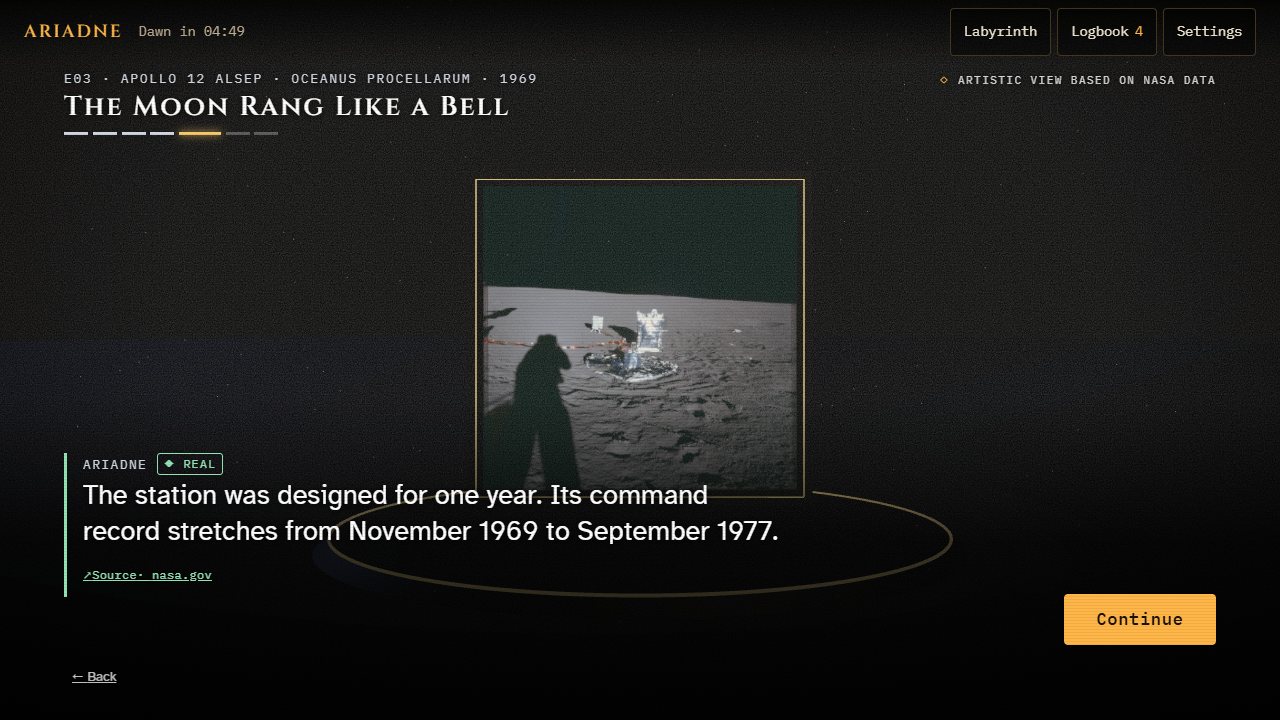 ARIADNE Dawn in 04:49 Labyrinth Logbook 4 Settings
E03 · APOLLO 12 ALSEP · OCEANUS PROCELLARUM · 1969
◇ ARTISTIC VIEW BASED ON NASA DATA
The Moon Rang Like a Bell
ARIADNE ◆ REAL
The station was designed for one year. Its command
record stretches from November 1969 to September 1977.
↗Source· nasa.gov
Continue
← Back